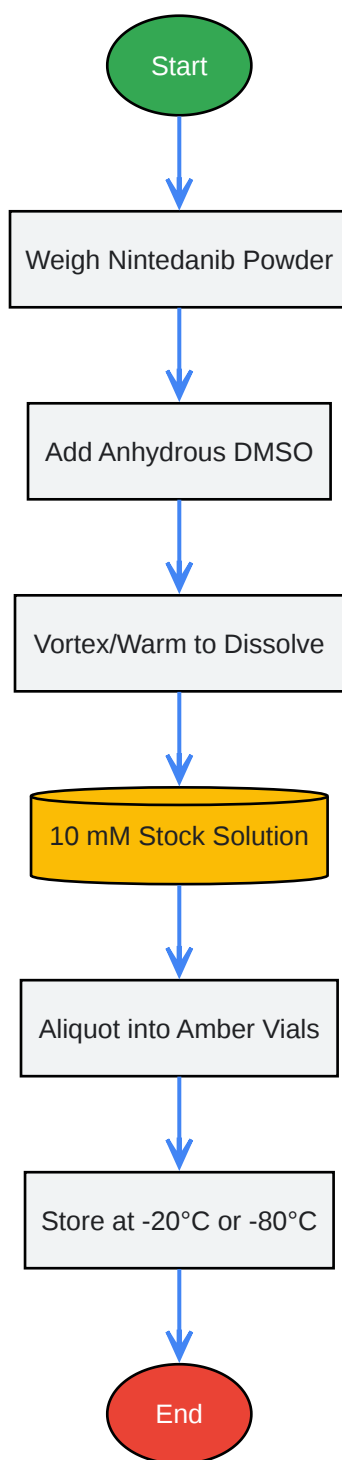 Start
Weigh Nintedanib Powder
Add Anhydrous DMSO
Vortex/Warm to Dissolve
10 mM Stock Solution
Aliquot into Amber Vials
Store at -20°C or -80°C
End